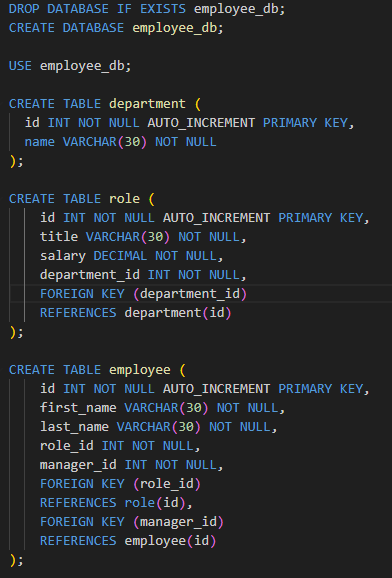 DROP DATABASE IF EXISTS employee_db;
CREATE DATABASE employee_db;

USE employee_db;

CREATE TABLE department (
  id INT NOT NULL AUTO_INCREMENT PRIMARY KEY,
  name VARCHAR(30) NOT NULL
);

CREATE TABLE role (
    id INT NOT NULL AUTO_INCREMENT PRIMARY KEY,
    title VARCHAR(30) NOT NULL,
    salary DECIMAL NOT NULL,
    department_id INT NOT NULL,
    FOREIGN KEY (department_id)
    REFERENCES department(id)
);

CREATE TABLE employee (
    id INT NOT NULL AUTO_INCREMENT PRIMARY KEY,
    first_name VARCHAR(30) NOT NULL,
    last_name VARCHAR(30) NOT NULL,
    role_id INT NOT NULL,
    manager_id INT NOT NULL,
    FOREIGN KEY (role_id)
    REFERENCES role(id),
    FOREIGN KEY (manager_id)
    REFERENCES employee(id)
);